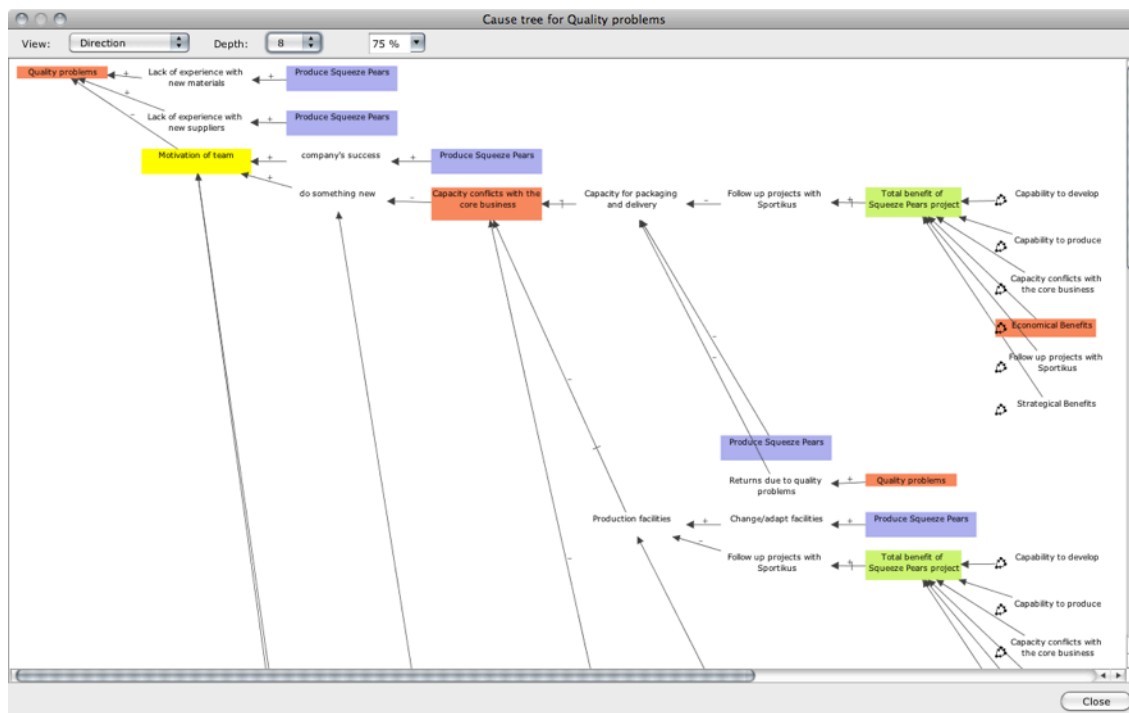 Cause tree for Quality problems
View:
Direction
Depth:
8
75 %
Quality problems
+
Lack of experience with
new materials
+
Produce Squeeze Pears
+
Lack of experience with
new suppliers
+
Produce Squeeze Pears
–
Motivation of team
+
company's success
+
Produce Squeeze Pears
+
do something new
–
Capacity conflicts with the
core business
–
Capacity for packaging
and delivery
–
Follow up projects with
Sportikus
+
Total benefit of
Squeeze Pears project
Capability to develop
Capability to produce
Capacity conflicts with
the core business
Economical Benefits
Follow up projects with
Sportikus
Strategical Benefits
–
–
–
Produce Squeeze Pears
Returns due to quality
problems
+
Quality problems
–
Production facilities
+
Change/adapt facilities
+
Produce Squeeze Pears
–
Follow up projects with
Sportikus
+
Total benefit of
Squeeze Pears project
Capability to develop
–
Capability to produce
Capacity conflicts with
the core business
Close